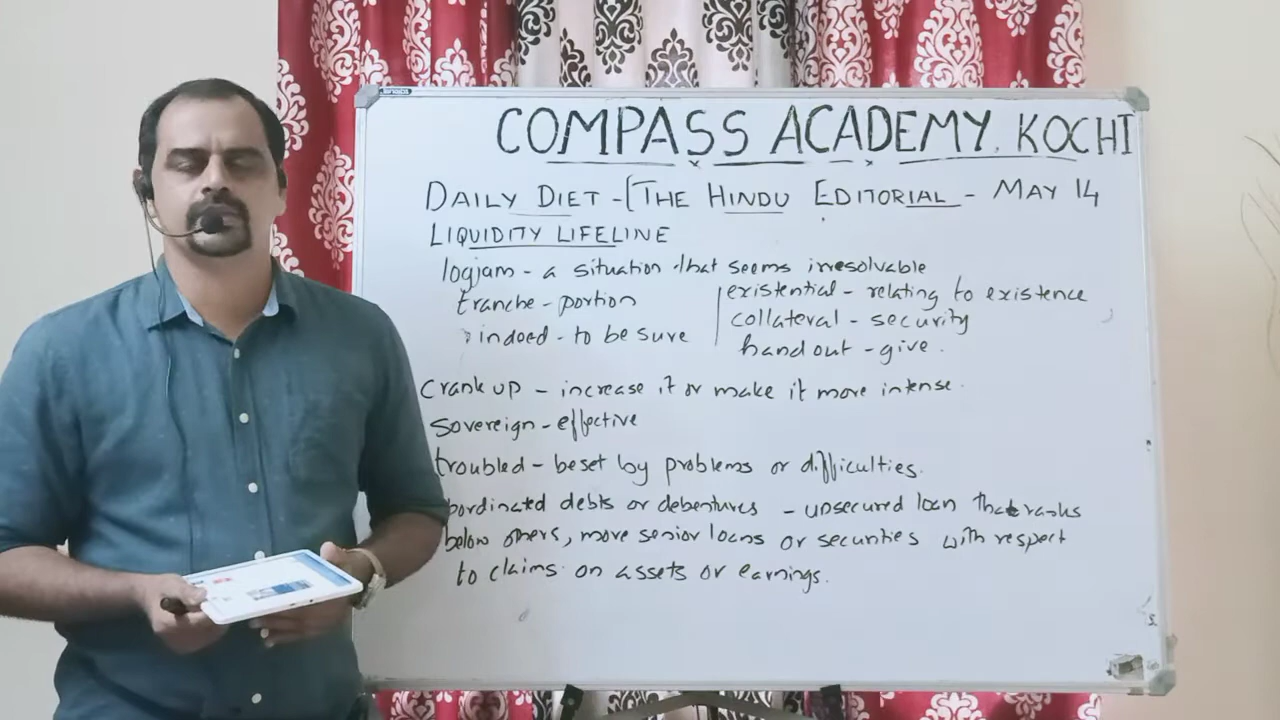 COMPASS ACADEMY, KOCHI
DAILY DIET - [THE HINDU EDITORIAL - MAY 14
LIQUIDITY LIFELINE
logjam - a situation that seems irresolvable
tranche - portion
indeed - to be sure
existential - relating to existence
collateral - security
hand out - give.
Crank up - increase it or make it more intense.
Sovereign - effective
troubled - beset by problems or difficulties.
bordinated debts or debentures - unsecured loan that ranks
below others, more senior loans or securities with respect
to claims on assets or earnings.